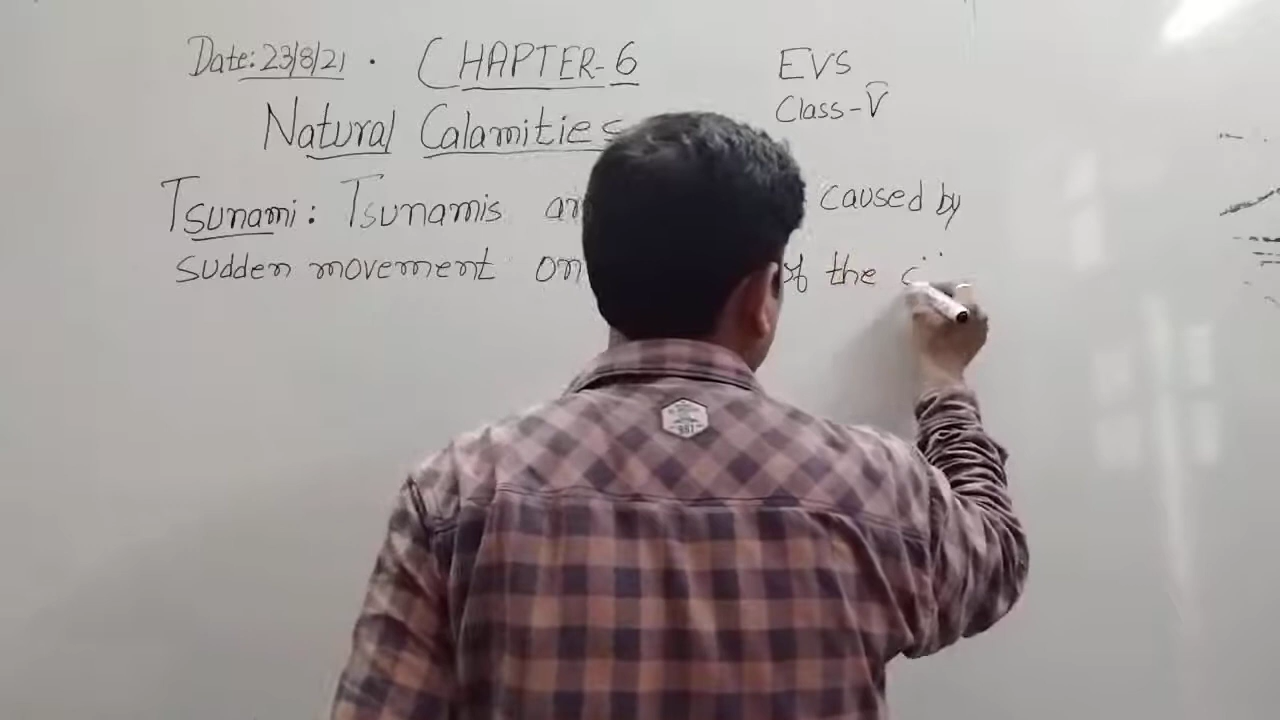 Date: 23/8/21 . CHAPTER-6
EVS
Class-V
Natural Calamities
Tsunami: Tsunamis caused by
sudden movement on of the